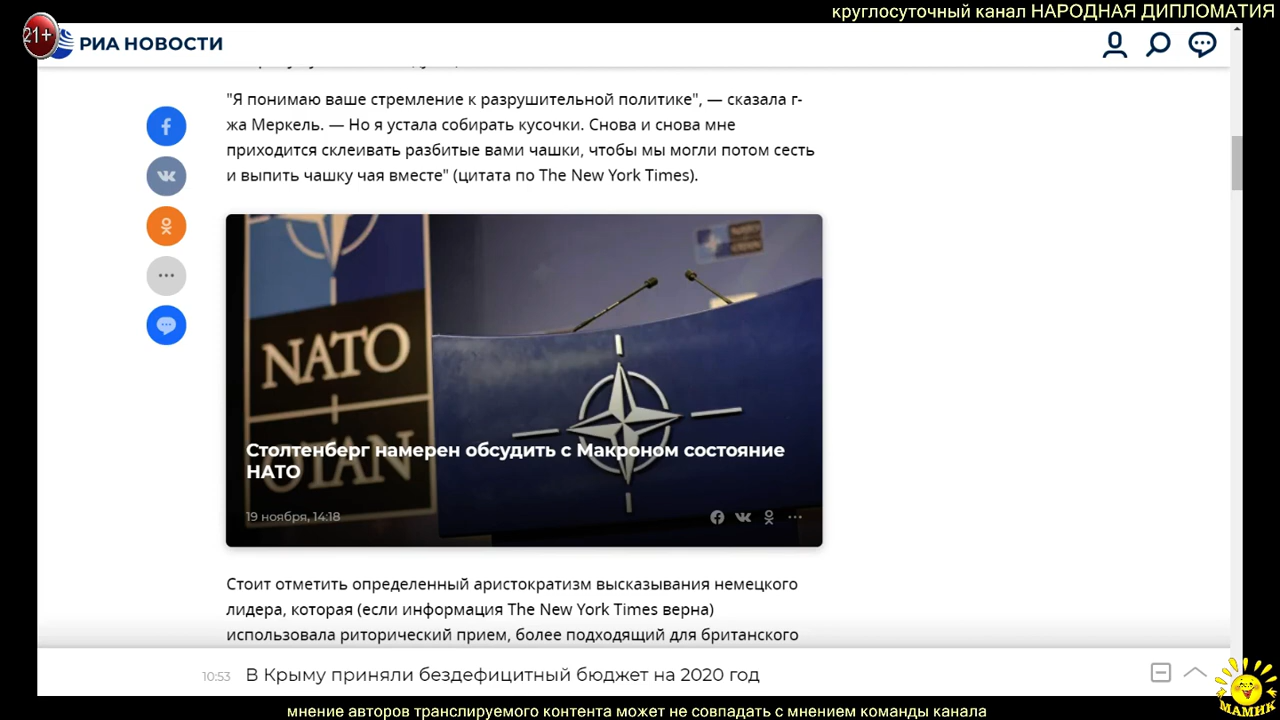 круглосуточный канал НАРОДНАЯ ДИПЛОМАТИЯ
21+
РИА НОВОСТИ
"Я понимаю ваше стремление к разрушительной политике", — сказала г-
жа Меркель. — Но я устала собирать кусочки. Снова и снова мне
приходится склеивать разбитые вами чашки, чтобы мы могли потом сесть
и выпить чашку чая вместе" (цитата по The New York Times).
NATO
OTAN
Столтенберг намерен обсудить с Макроном состояние
НАТО
19 ноября, 14:18
Стоит отметить определенный аристократизм высказывания немецкого
лидера, которая (если информация The New York Times верна)
использовала риторический прием, более подходящий для британского
10:53 В Крыму приняли бездефицитный бюджет на 2020 год
МАМИК
мнение авторов транслируемого контента может не совпадать с мнением команды канала